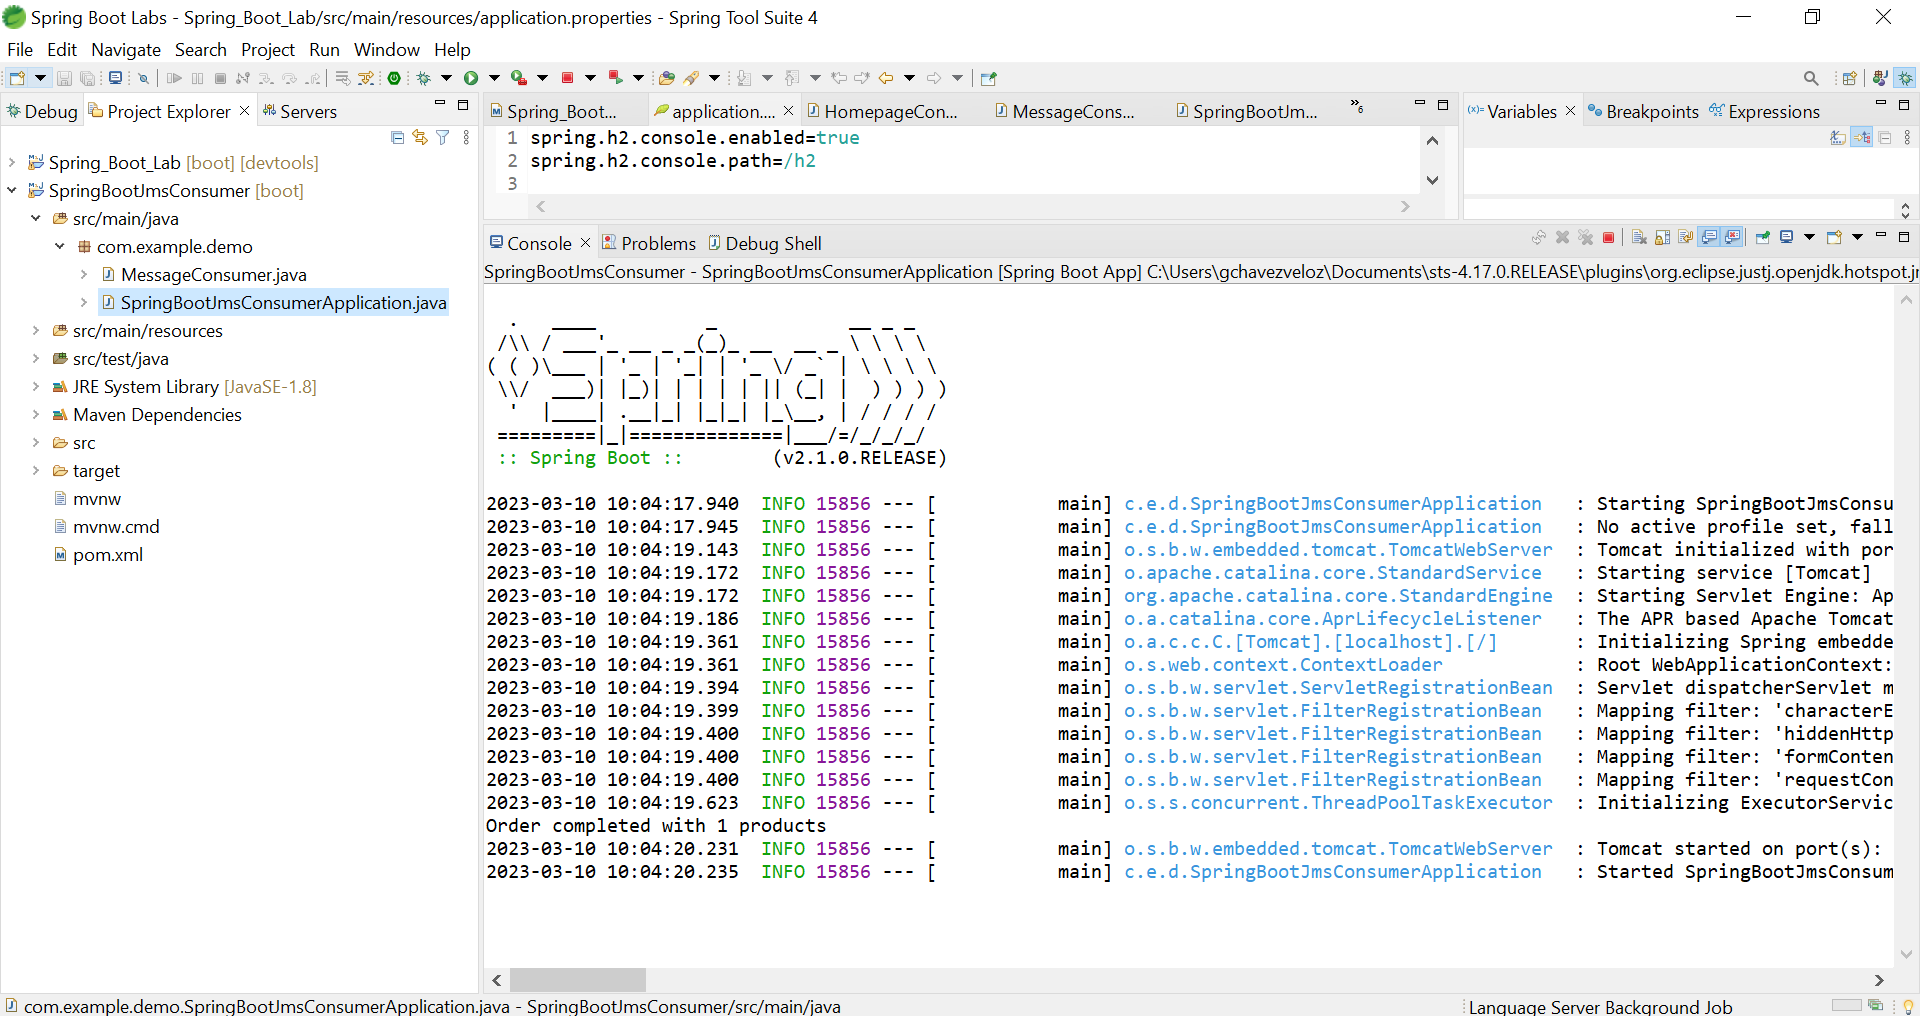 Spring Boot Labs - Spring_Boot_Lab/src/main/resources/application.properties - Spring Tool Suite 4
File Edit Navigate Search Project Run Window Help
Debug Project Explorer Servers
Spring_Boot_Lab [boot] [devtools]
SpringBootJmsConsumer [boot]
src/main/java
com.example.demo
MessageConsumer.java
SpringBootJmsConsumerApplication.java
src/main/resources
src/test/java
JRE System Library [JavaSE-1.8]
Maven Dependencies
src
target
mvnw
mvnw.cmd
pom.xml
Spring_Boot... application.... HomepageCon... MessageCons... SpringBootJm... »6
1 spring.h2.console.enabled=true
2 spring.h2.console.path=/h2
3
(x)= Variables Breakpoints Expressions
Console Problems Debug Shell
SpringBootJmsConsumer - SpringBootJmsConsumerApplication [Spring Boot App] C:\Users\gchavezveloz\Documents\sts-4.17.0.RELEASE\plugins\org.eclipse.justj.openjdk.hotspot.jr
  .   ____          _            __ _ _
 /\\ / ___'_ __ _ _(_)_ __  __ _ \ \ \ \
( ( )\___ | '_ | '_| | '_ \/ _` | \ \ \ \
 \\/  ___)| |_)| | | | | || (_| |  ) ) ) )
  '  |____| .__|_| |_|_| |_\__, | / / / /
 =========|_|==============|___/=/_/_/_/
 :: Spring Boot ::        (v2.1.0.RELEASE)
2023-03-10 10:04:17.940  INFO 15856 --- [           main] c.e.d.SpringBootJmsConsumerApplication   : Starting SpringBootJmsConsu
2023-03-10 10:04:17.945  INFO 15856 --- [           main] c.e.d.SpringBootJmsConsumerApplication   : No active profile set, fall
2023-03-10 10:04:19.143  INFO 15856 --- [           main] o.s.b.w.embedded.tomcat.TomcatWebServer  : Tomcat initialized with por
2023-03-10 10:04:19.172  INFO 15856 --- [           main] o.apache.catalina.core.StandardService   : Starting service [Tomcat]
2023-03-10 10:04:19.172  INFO 15856 --- [           main] org.apache.catalina.core.StandardEngine  : Starting Servlet Engine: Ap
2023-03-10 10:04:19.186  INFO 15856 --- [           main] o.a.catalina.core.AprLifecycleListener   : The APR based Apache Tomcat
2023-03-10 10:04:19.361  INFO 15856 --- [           main] o.a.c.c.C.[Tomcat].[localhost].[/]       : Initializing Spring embedde
2023-03-10 10:04:19.361  INFO 15856 --- [           main] o.s.web.context.ContextLoader            : Root WebApplicationContext:
2023-03-10 10:04:19.394  INFO 15856 --- [           main] o.s.b.w.servlet.ServletRegistrationBean  : Servlet dispatcherServlet m
2023-03-10 10:04:19.399  INFO 15856 --- [           main] o.s.b.w.servlet.FilterRegistrationBean   : Mapping filter: 'characterE
2023-03-10 10:04:19.400  INFO 15856 --- [           main] o.s.b.w.servlet.FilterRegistrationBean   : Mapping filter: 'hiddenHttp
2023-03-10 10:04:19.400  INFO 15856 --- [           main] o.s.b.w.servlet.FilterRegistrationBean   : Mapping filter: 'formConten
2023-03-10 10:04:19.400  INFO 15856 --- [           main] o.s.b.w.servlet.FilterRegistrationBean   : Mapping filter: 'requestCon
2023-03-10 10:04:19.623  INFO 15856 --- [           main] o.s.s.concurrent.ThreadPoolTaskExecutor  : Initializing ExecutorServic
Order completed with 1 products
2023-03-10 10:04:20.231  INFO 15856 --- [           main] o.s.b.w.embedded.tomcat.TomcatWebServer  : Tomcat started on port(s):
2023-03-10 10:04:20.235  INFO 15856 --- [           main] c.e.d.SpringBootJmsConsumerApplication   : Started SpringBootJmsConsum
com.example.demo.SpringBootJmsConsumerApplication.java - SpringBootJmsConsumer/src/main/java
Language Server Background Job